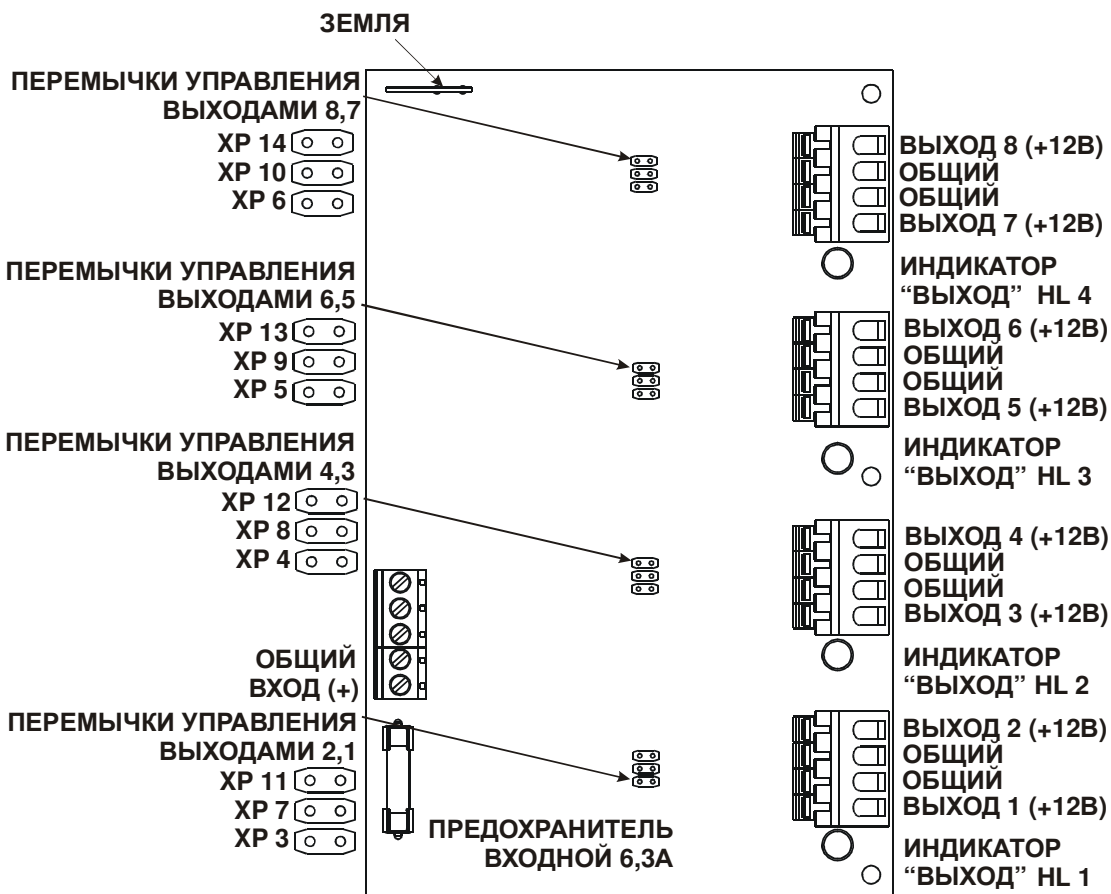 ЗЕМЛЯ
ПЕРЕМЫЧКИ УПРАВЛЕНИЯ
ВЫХОДАМИ 8,7
XP 14
XP 10
XP 6
ПЕРЕМЫЧКИ УПРАВЛЕНИЯ
ВЫХОДАМИ 6,5
XP 13
XP 9
XP 5
ПЕРЕМЫЧКИ УПРАВЛЕНИЯ
ВЫХОДАМИ 4,3
XP 12
XP 8
XP 4
ОБЩИЙ
ВХОД (+)
ПЕРЕМЫЧКИ УПРАВЛЕНИЯ
ВЫХОДАМИ 2,1
XP 11
XP 7
XP 3
ПРЕДОХРАНИТЕЛЬ
ВХОДНОЙ 6,3А
ВЫХОД 8 (+12В)
ОБЩИЙ
ОБЩИЙ
ВЫХОД 7 (+12В)
ИНДИКАТОР
“ВЫХОД” HL 4
ВЫХОД 6 (+12В)
ОБЩИЙ
ОБЩИЙ
ВЫХОД 5 (+12В)
ИНДИКАТОР
“ВЫХОД” HL 3
ВЫХОД 4 (+12В)
ОБЩИЙ
ОБЩИЙ
ВЫХОД 3 (+12В)
ИНДИКАТОР
“ВЫХОД” HL 2
ВЫХОД 2 (+12В)
ОБЩИЙ
ОБЩИЙ
ВЫХОД 1 (+12В)
ИНДИКАТОР
“ВЫХОД” HL 1